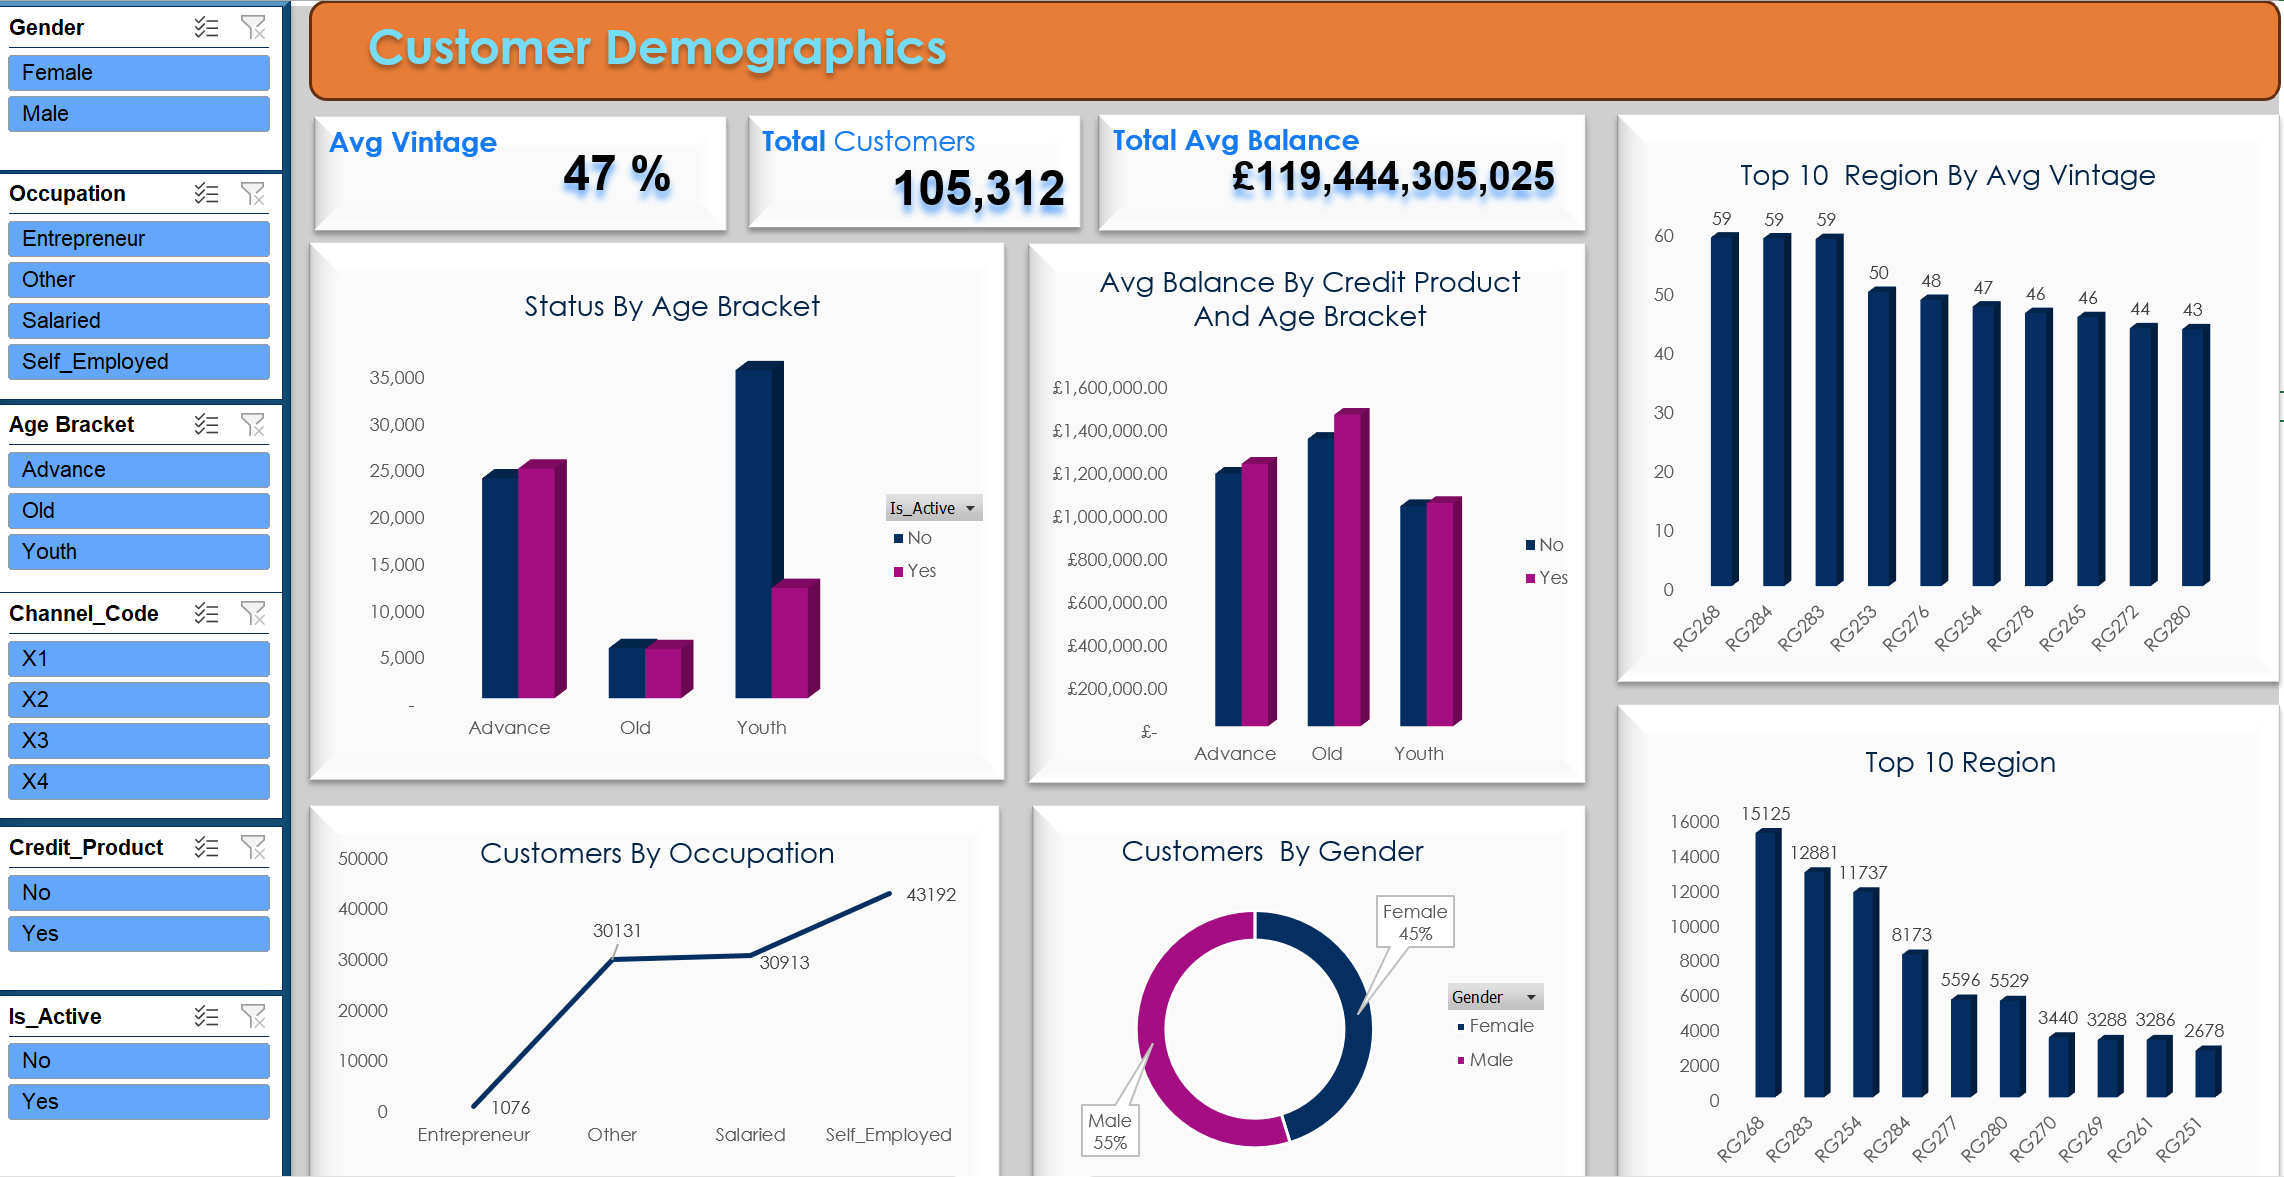 Gender
Female
Male
Occupation
Entrepreneur
Other
Salaried
Self_Employed
Age Bracket
Advance
Old
Youth
Channel_Code
X1
X2
X3
X4
Credit_Product
No
Yes
Is_Active
No
Yes
Customer Demographics
Avg Vintage
47 %
Total Customers
105,312
Total Avg Balance
£119,444,305,025
Status By Age Bracket
35,000
30,000
25,000
20,000
15,000
10,000
5,000
-
Advance Old Youth
Is_Active
No
Yes
Avg Balance By Credit Product
And Age Bracket
£1,600,000.00
£1,400,000.00
£1,200,000.00
£1,000,000.00
£800,000.00
£600,000.00
£400,000.00
£200,000.00
£-
Advance Old Youth
No
Yes
Top 10 Region By Avg Vintage
60
50
40
30
20
10
0
59 59 59 50 48 47 46 46 44 43
RG268 RG284 RG283 RG253 RG276 RG254 RG278 RG265 RG272 RG280
Customers By Occupation
50000
40000
30000
20000
10000
0
1076
30131
30913
43192
Entrepreneur Other Salaried Self_Employed
Customers By Gender
Female
45%
Male
55%
Gender
Female
Male
Top 10 Region
16000
14000
12000
10000
8000
6000
4000
2000
0
15125 12881 11737 8173 5596 5529 3440 3288 3286 2678
RG268 RG283 RG254 RG284 RG277 RG280 RG270 RG269 RG261 RG251